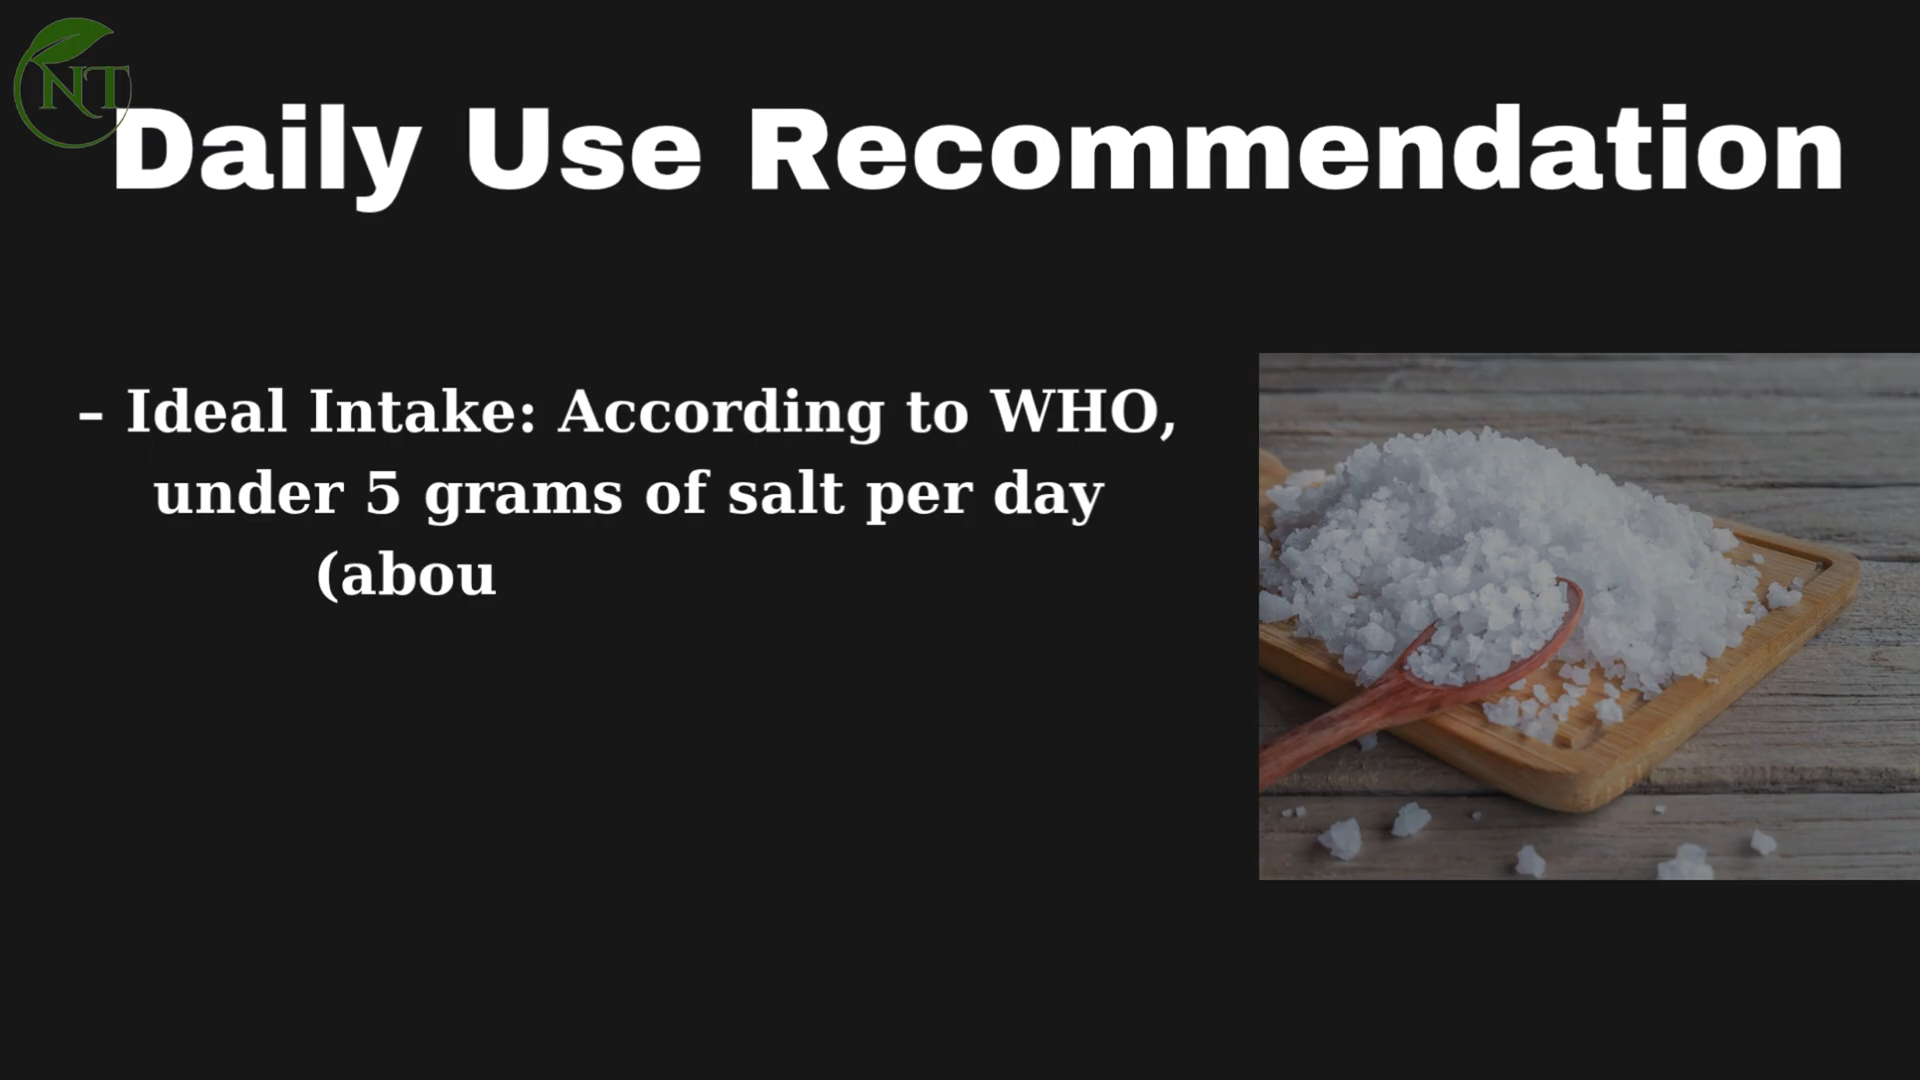 NT
Daily Use Recommendation
– Ideal Intake: According to WHO,
under 5 grams of salt per day
(abou